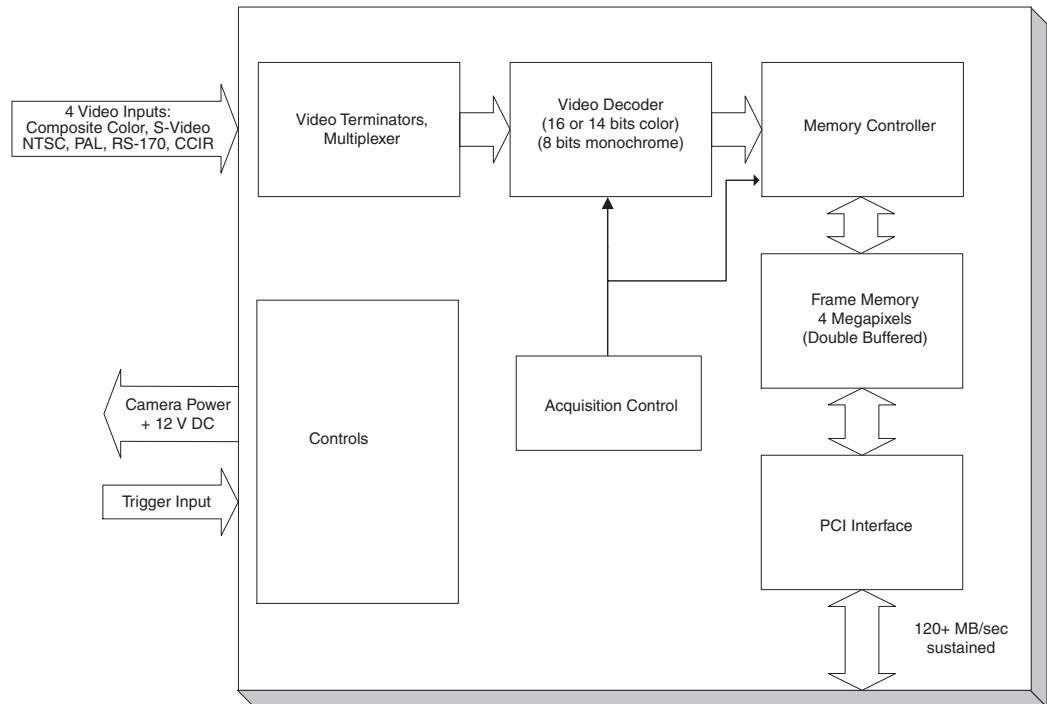 4 Video Inputs:
Composite Color, S-Video
NTSC, PAL, RS-170, CCIR
Video Terminators,
Multiplexer
Video Decoder
(16 or 14 bits color)
(8 bits monochrome)
Memory Controller
Frame Memory
4 Megapixels
(Double Buffered)
Acquisition Control
Camera Power
+ 12 V DC
Controls
Trigger Input
PCI Interface
120+ MB/sec
sustained